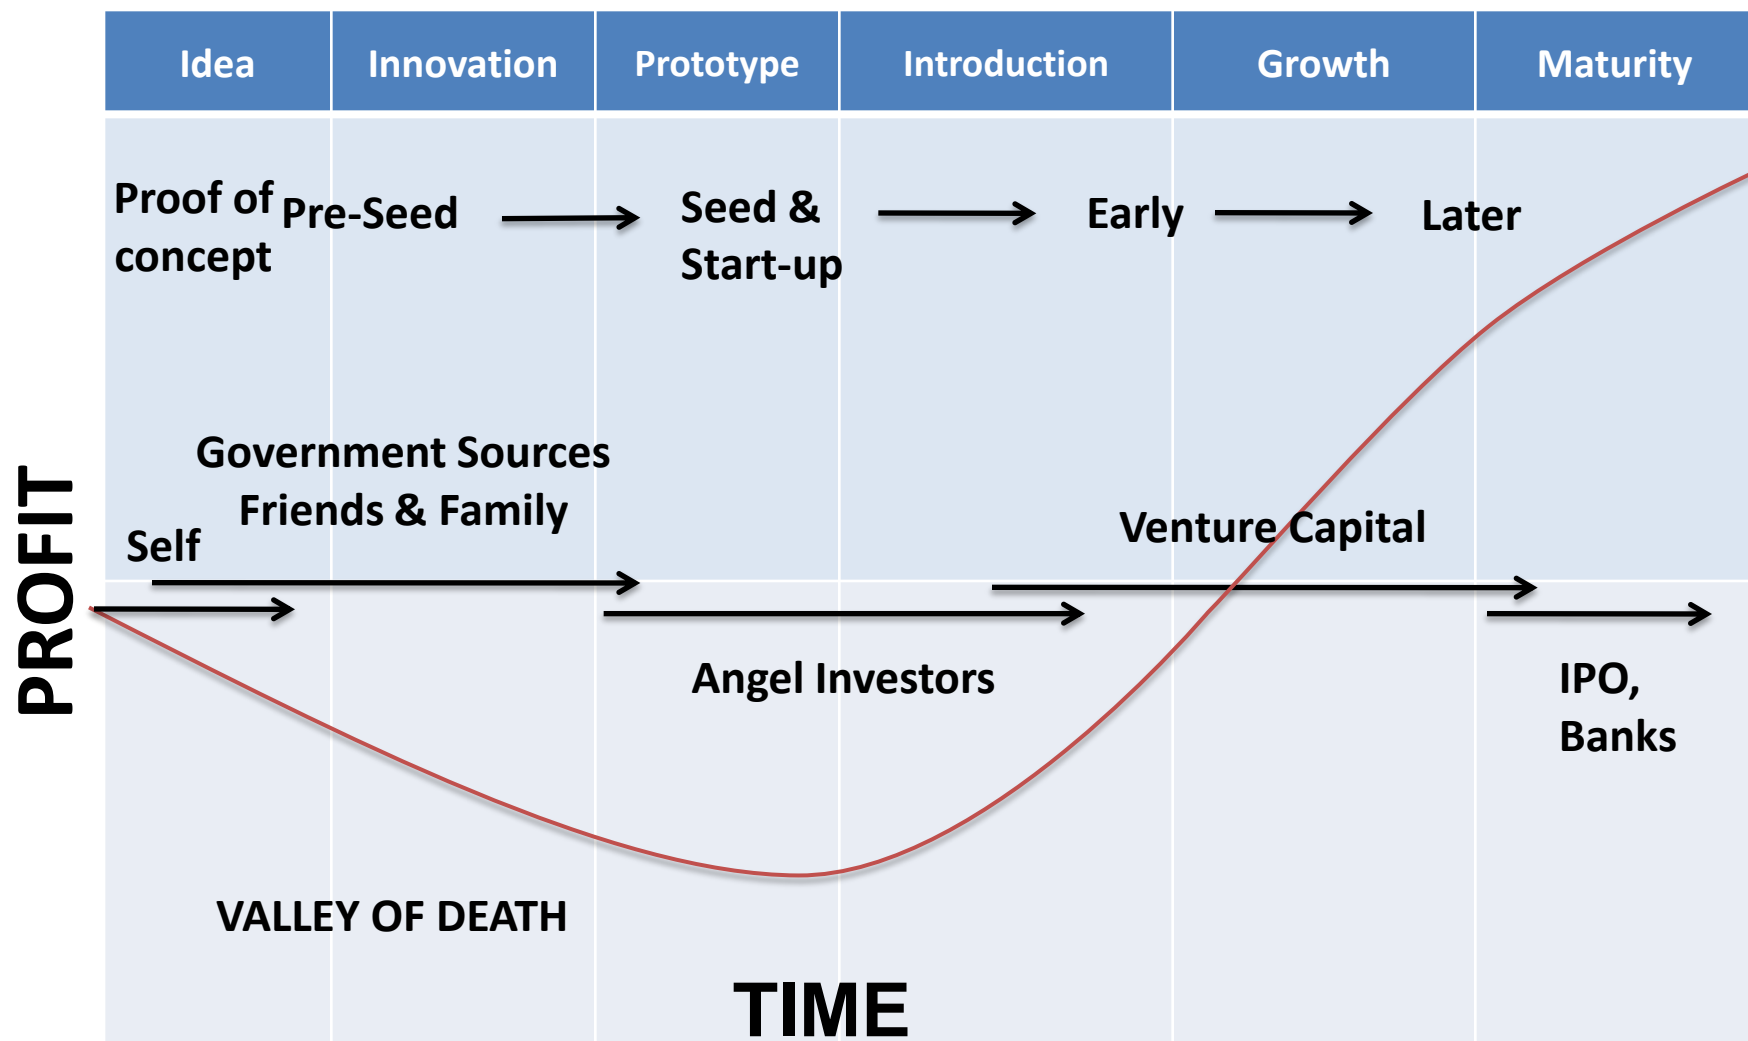 Idea
Innovation
Prototype
Introduction
Growth
Maturity
Proof of
concept
Pre-Seed
Seed &
Start-up
Early
Later
Government Sources
Friends & Family
Self
Venture Capital
Angel Investors
IPO,
Banks
PROFIT
VALLEY OF DEATH
TIME